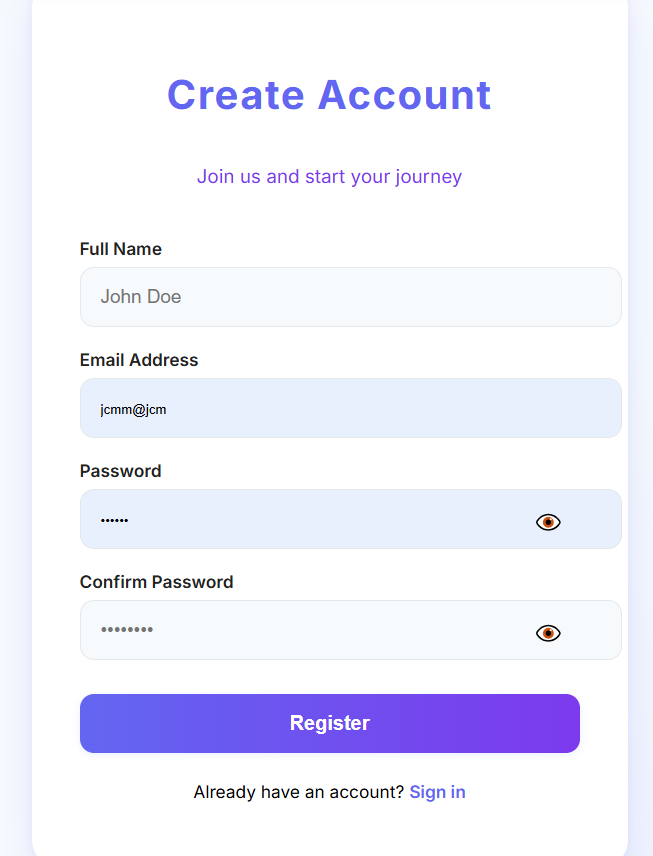 Create Account
Join us and start your journey
Full Name
John Doe
Email Address
jcmm@jcm
Password
••••••
Confirm Password
••••••••
Register
Already have an account? Sign in